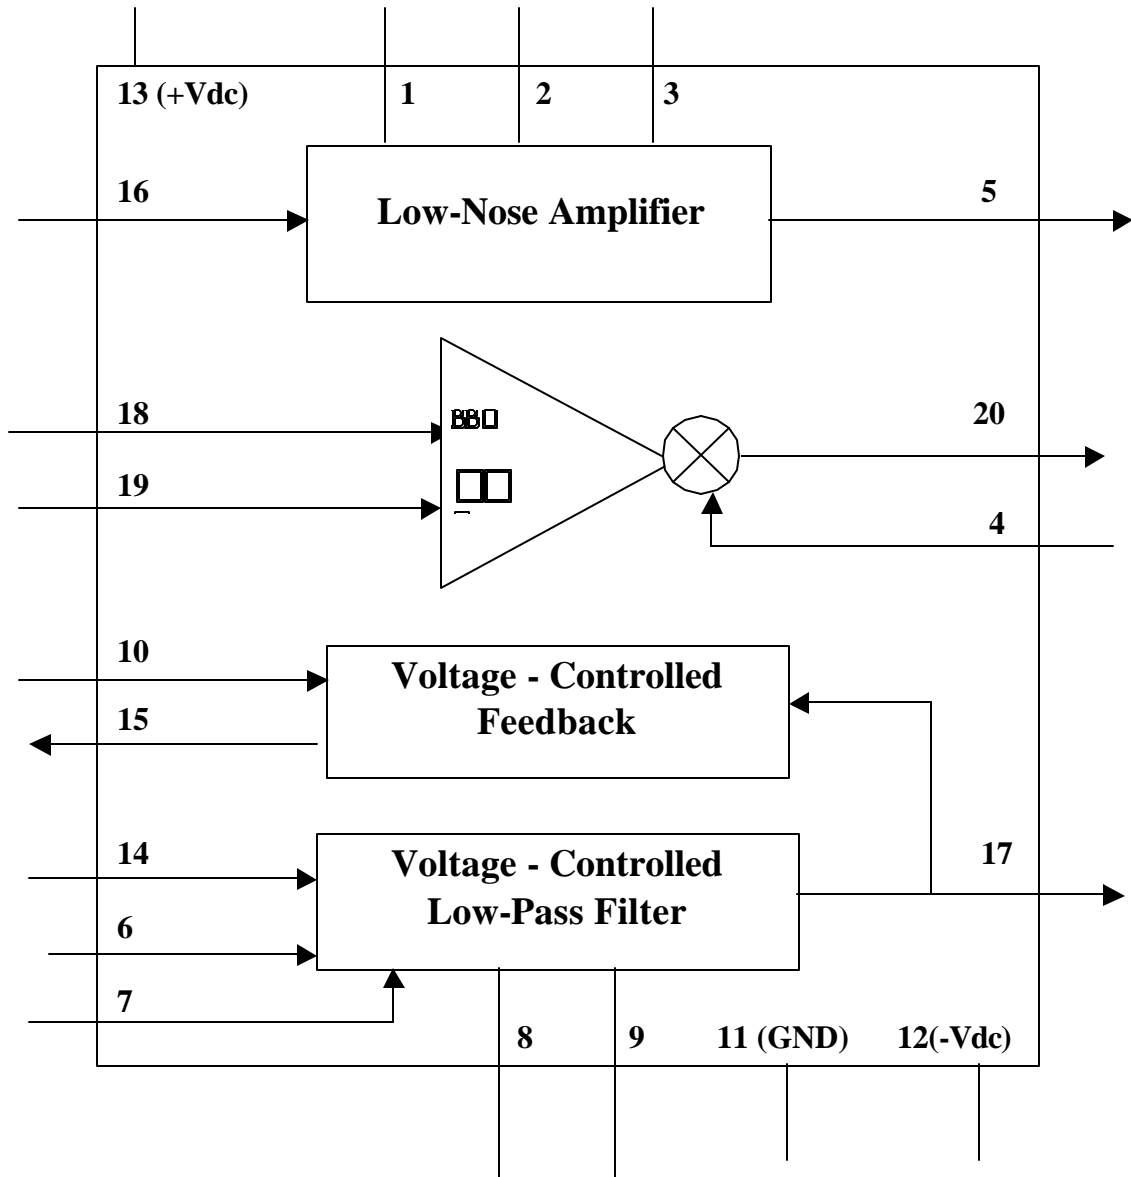 13 (+Vdc) 1 2 3
16 5
Low-Nose Amplifier
18 20
19
4
10
Voltage - Controlled
Feedback
15
14 17
Voltage - Controlled
Low-Pass Filter
6
7
8 9 11 (GND) 12(-Vdc)